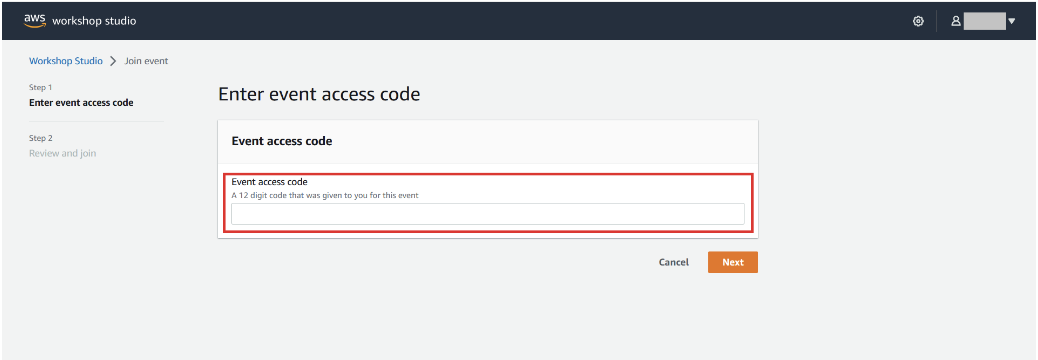 aws workshop studio
Workshop Studio > Join event
Step 1
Enter event access code
Step 2
Review and join
Enter event access code
Event access code
Event access code
A 12 digit code that was given to you for this event
Cancel
Next